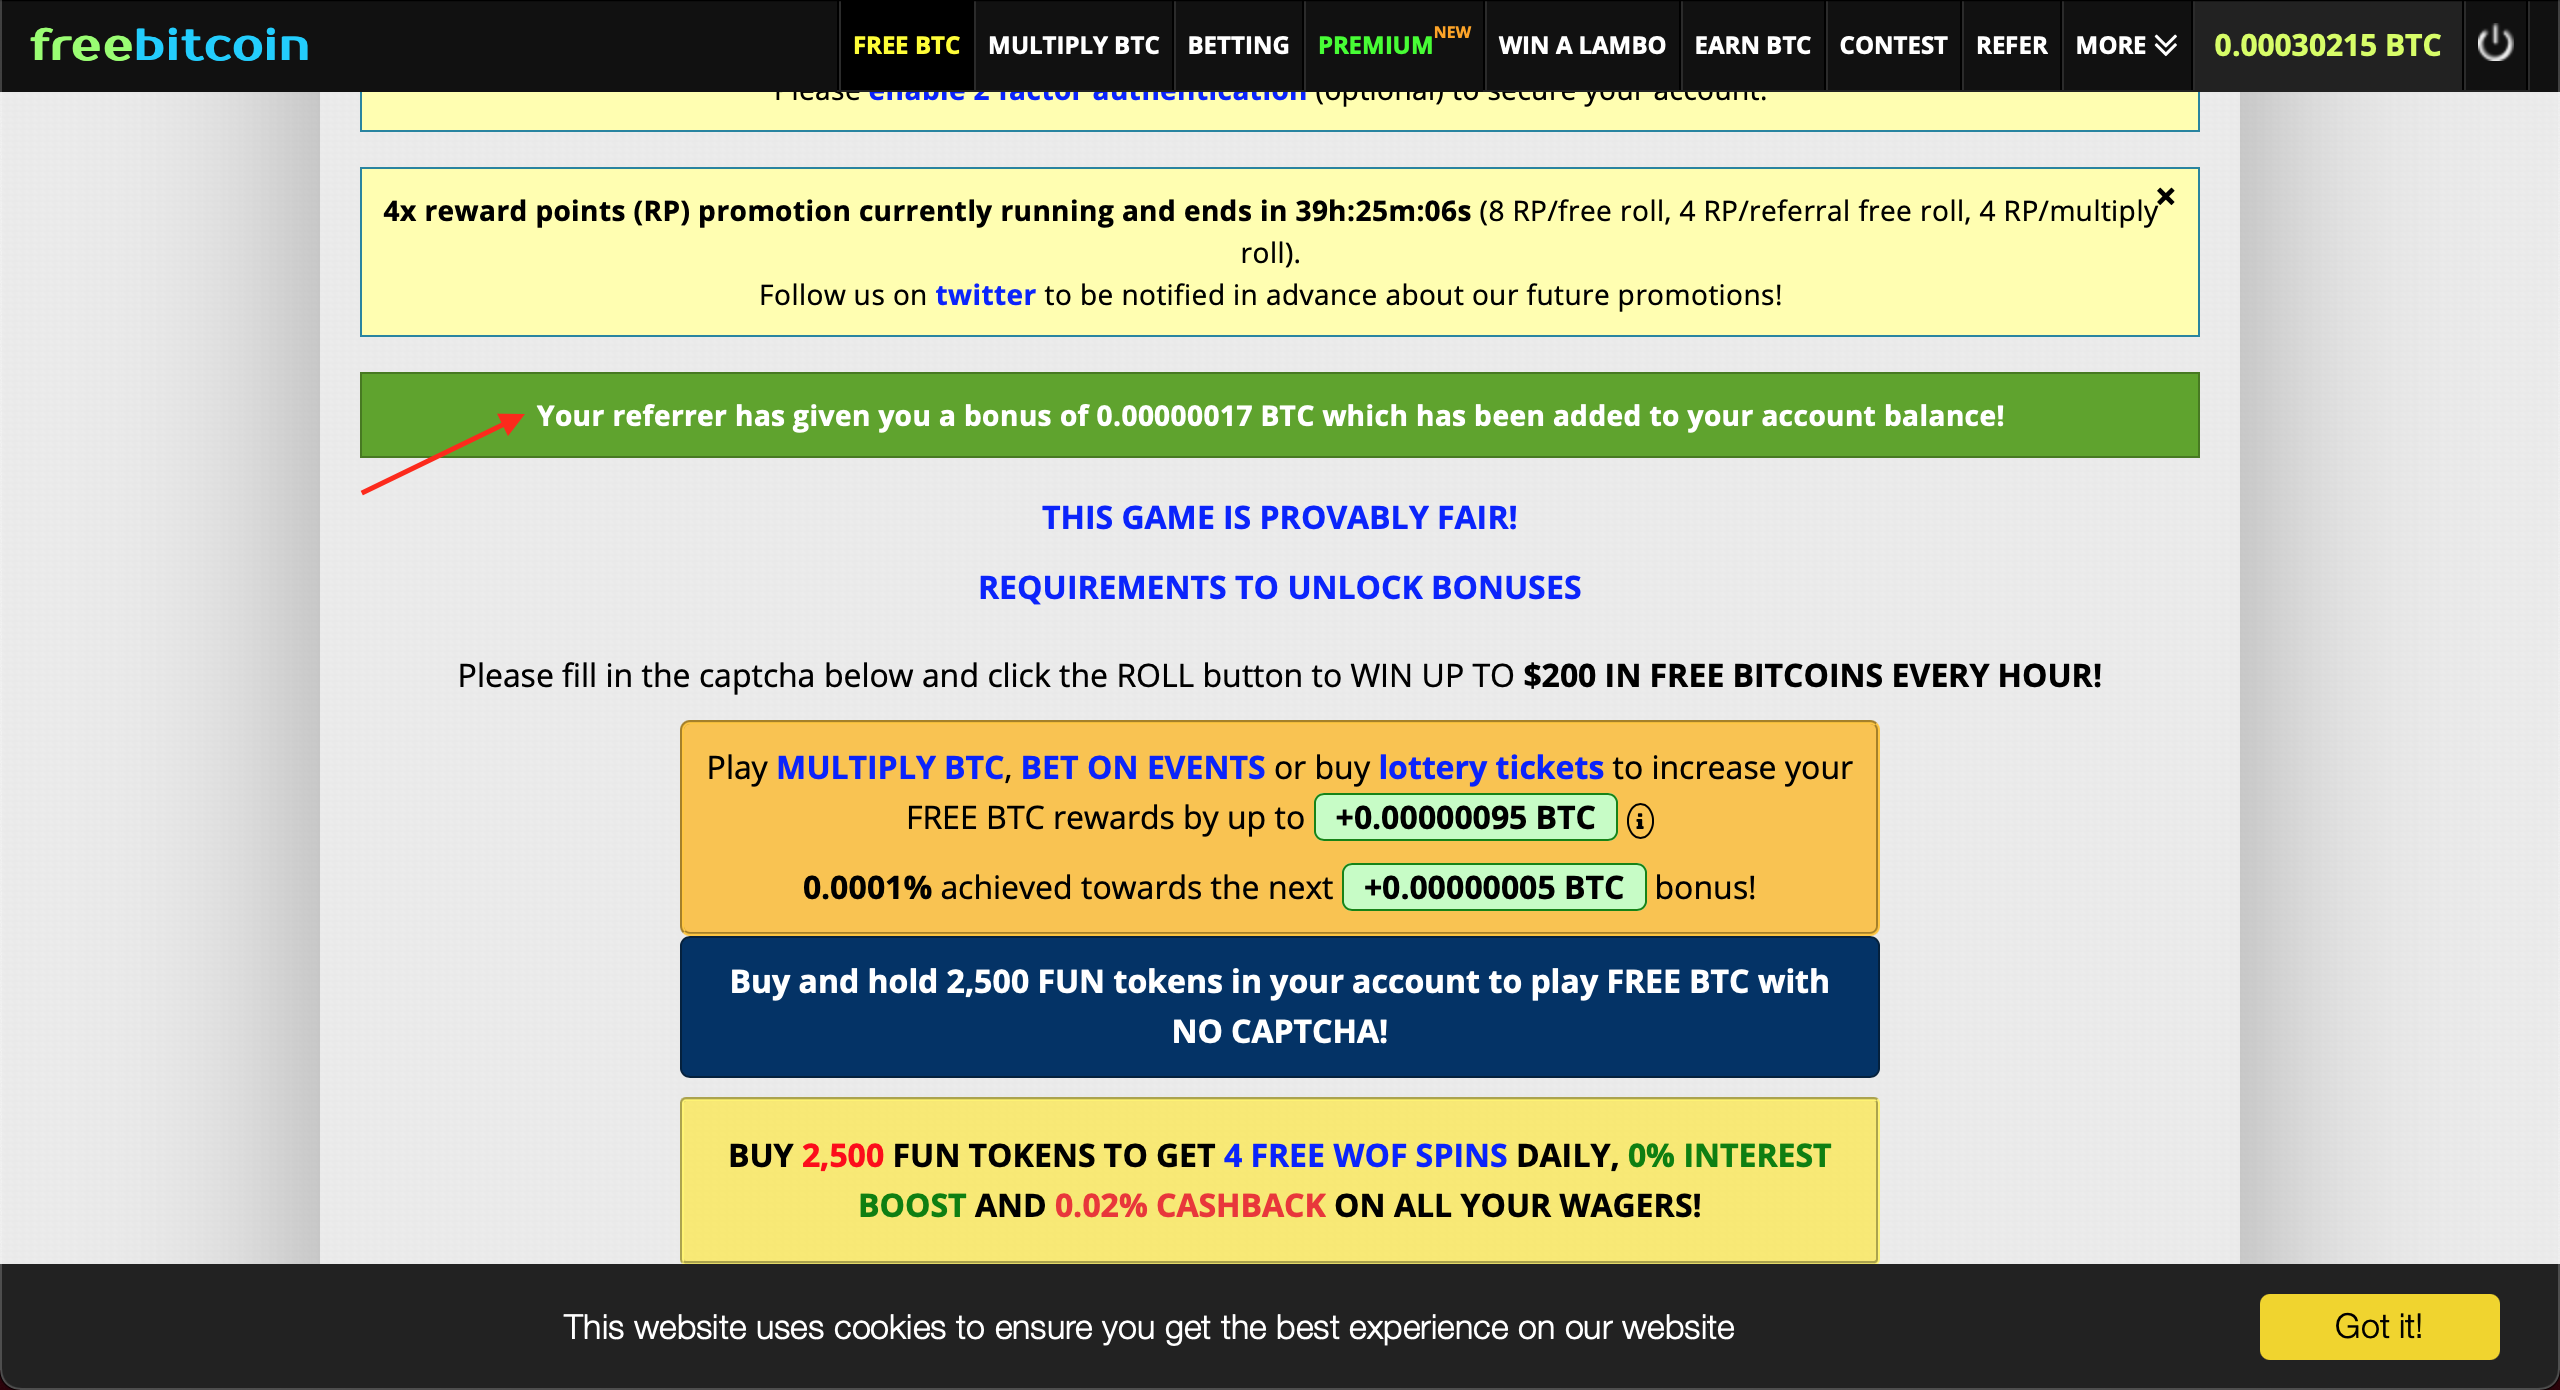 freebitcoin
FREE BTC
MULTIPLY BTC
BETTING
PREMIUM NEW
WIN A LAMBO
EARN BTC
CONTEST
REFER
MORE
0.00030215 BTC
Please enable 2 factor authentication (optional) to secure your account.
4x reward points (RP) promotion currently running and ends in 39h:25m:06s (8 RP/free roll, 4 RP/referral free roll, 4 RP/multiply
roll).
Follow us on twitter to be notified in advance about our future promotions!
Your referrer has given you a bonus of 0.00000017 BTC which has been added to your account balance!
THIS GAME IS PROVABLY FAIR!
REQUIREMENTS TO UNLOCK BONUSES
Please fill in the captcha below and click the ROLL button to WIN UP TO $200 IN FREE BITCOINS EVERY HOUR!
Play MULTIPLY BTC, BET ON EVENTS or buy lottery tickets to increase your
FREE BTC rewards by up to +0.00000095 BTC
0.0001% achieved towards the next +0.00000005 BTC bonus!
Buy and hold 2,500 FUN tokens in your account to play FREE BTC with
NO CAPTCHA!
BUY 2,500 FUN TOKENS TO GET 4 FREE WOF SPINS DAILY, 0% INTEREST
BOOST AND 0.02% CASHBACK ON ALL YOUR WAGERS!
This website uses cookies to ensure you get the best experience on our website
Got it!